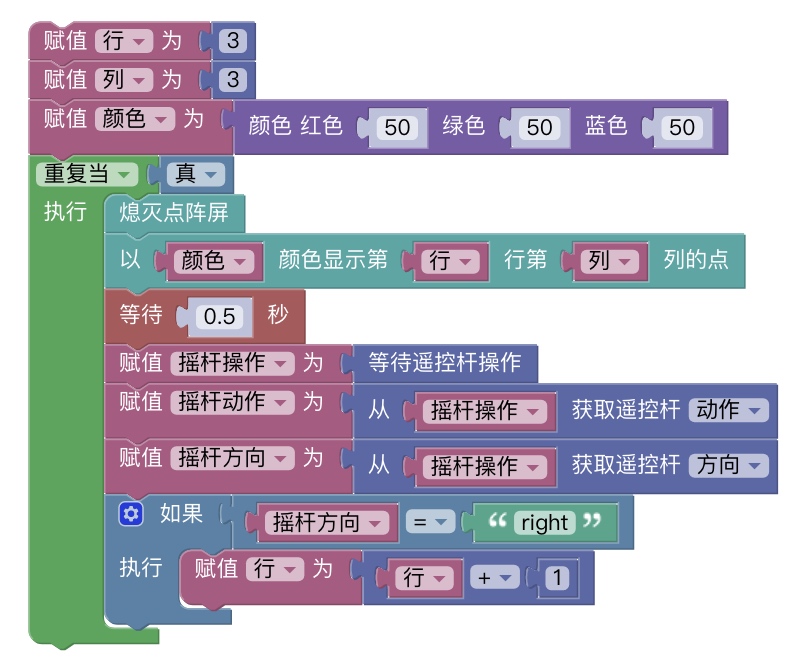 赋值 行 为 3
赋值 列 为 3
赋值 颜色 为 颜色 红色 50 绿色 50 蓝色 50
重复当 真
执行 熄灭点阵屏
以 颜色 颜色显示第 行 行第 列 列的点
等待 0.5 秒
赋值 摇杆操作 为 等待遥控杆操作
赋值 摇杆动作 为 从 摇杆操作 获取遥控杆 动作
赋值 摇杆方向 为 从 摇杆操作 获取遥控杆 方向
如果 摇杆方向 = “ right ”
执行 赋值 行 为 行 + 1